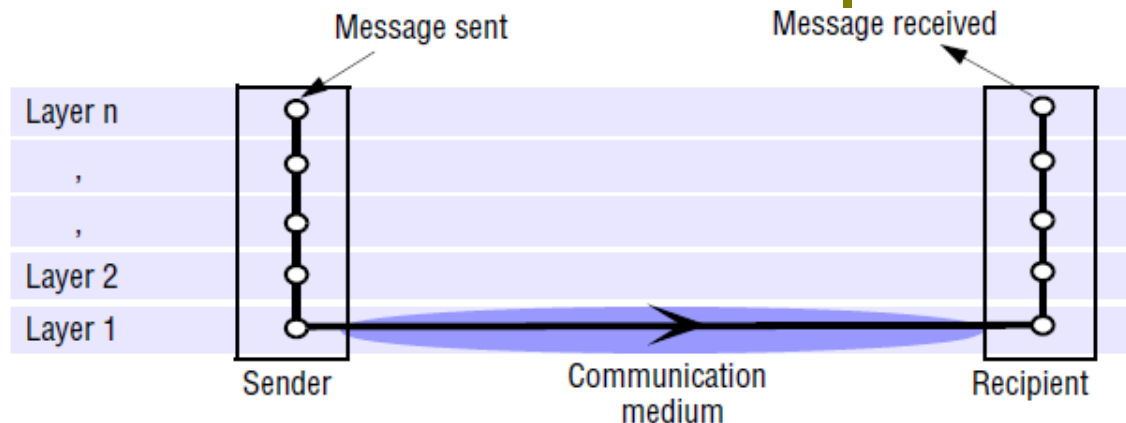 Message sent
Message received
Layer n
,
,
Layer 2
Layer 1
Sender
Communication
medium
Recipient